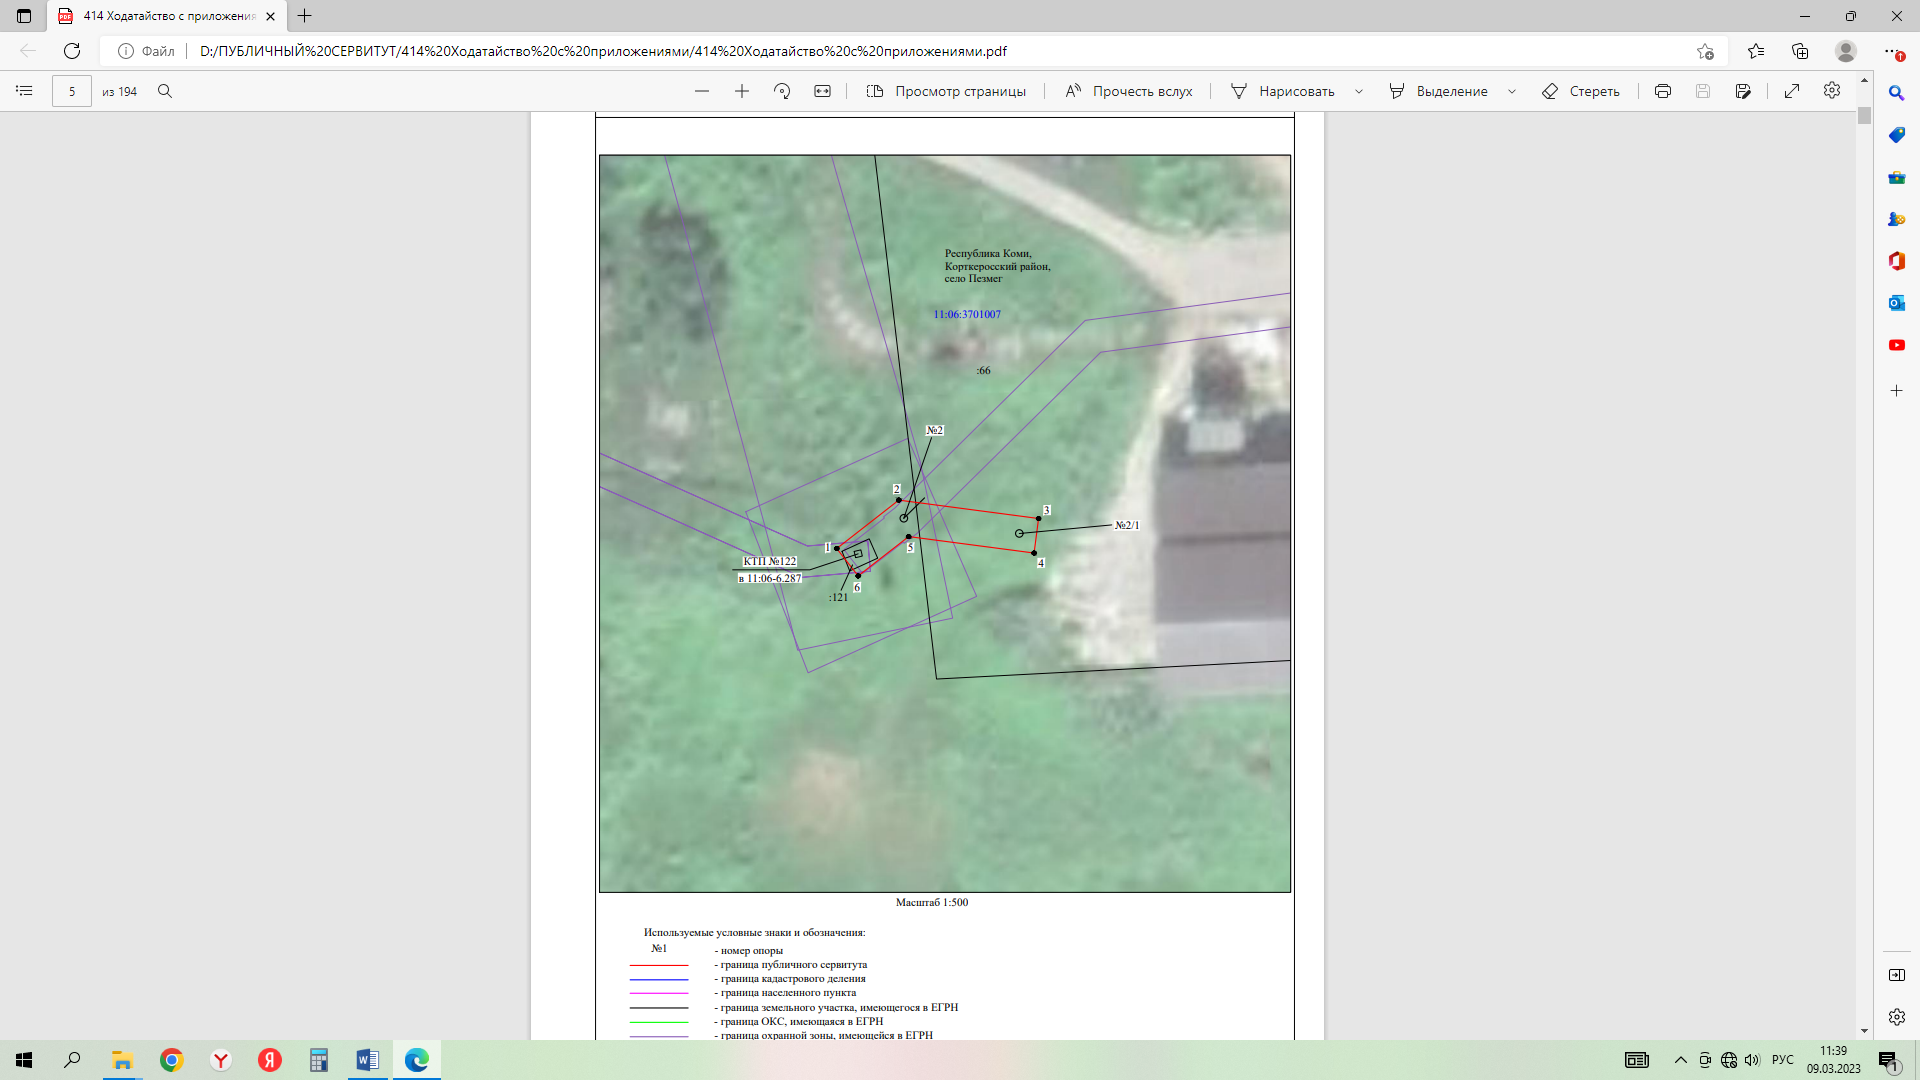 414 Ходатайство с приложения
Файл
D:/ПУБЛИЧНЫЙ%20СЕРВИТУТ/414%20Ходатайство%20с%20приложениями/414%20Ходатайство%20с%20приложениями.pdf
5 из 194
Просмотр страницы
Прочесть вслух
Нарисовать
Выделение
Стереть
Республика Коми,
Корткеросский район,
село Пезмег
11:06:3701007
:66
№2
2
3
№2/1
1
5
4
КТП №122
в 11:06-6.287
6
:121
Масштаб 1:500
Используемые условные знаки и обозначения:
№1 - номер опоры
- граница публичного сервитута
- граница кадастрового деления
- граница населенного пункта
- граница земельного участка, имеющегося в ЕГРН
- граница ОКС, имеющаяся в ЕГРН
- граница охранной зоны, имеющейся в ЕГРН
РУС
11:39
09.03.2023
1